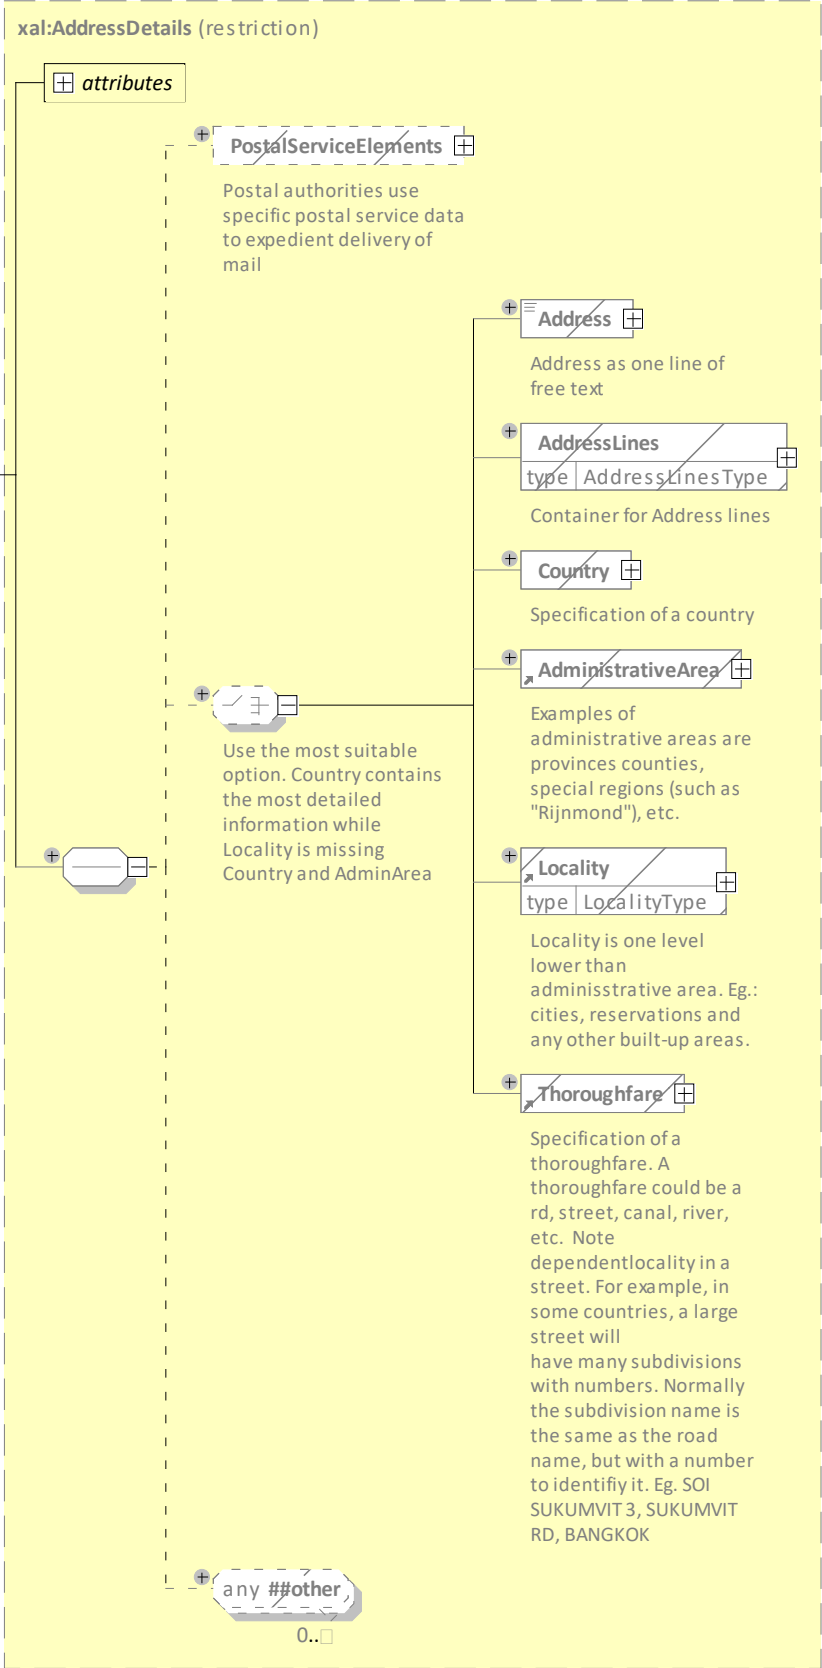 xal:AddressDetails (restriction)
attributes
PostalServiceElements
Postal authorities use
specific postal service data
to expedient delivery of
mail
Address
Address as one line of
free text
AddressLines
type AddressLinesType
Container for Address lines
Country
Specification of a country
AdministrativeArea
Examples of
administrative areas are
provinces counties,
special regions (such as
"Rijnmond"), etc.
Use the most suitable
option. Country contains
the most detailed
information while
Locality is missing
Country and AdminArea
Locality
type LocalityType
Locality is one level
lower than
adminisstrative area. Eg.:
cities, reservations and
any other built-up areas.
Thoroughfare
Specification of a
thoroughfare. A
thoroughfare could be a
rd, street, canal, river,
etc. Note
dependentlocality in a
street. For example, in
some countries, a large
street will
have many subdivisions
with numbers. Normally
the subdivision name is
the same as the road
name, but with a number
to identifiy it. Eg. SOI
SUKUMVIT 3, SUKUMVIT
RD, BANGKOK
any ##other
0..